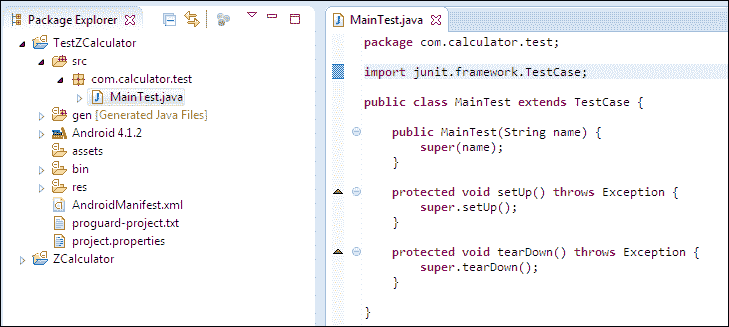 Package Explorer
TestZCalculator
src
com.calculator.test
MainTest.java
gen [Generated Java Files]
Android 4.1.2
assets
bin
res
AndroidManifest.xml
proguard-project.txt
project.properties
ZCalculator
MainTest.java
package com.calculator.test;
import junit.framework.TestCase;
public class MainTest extends TestCase {
public MainTest(String name) {
super(name);
}
protected void setUp() throws Exception {
super.setUp();
}
protected void tearDown() throws Exception {
super.tearDown();
}
}